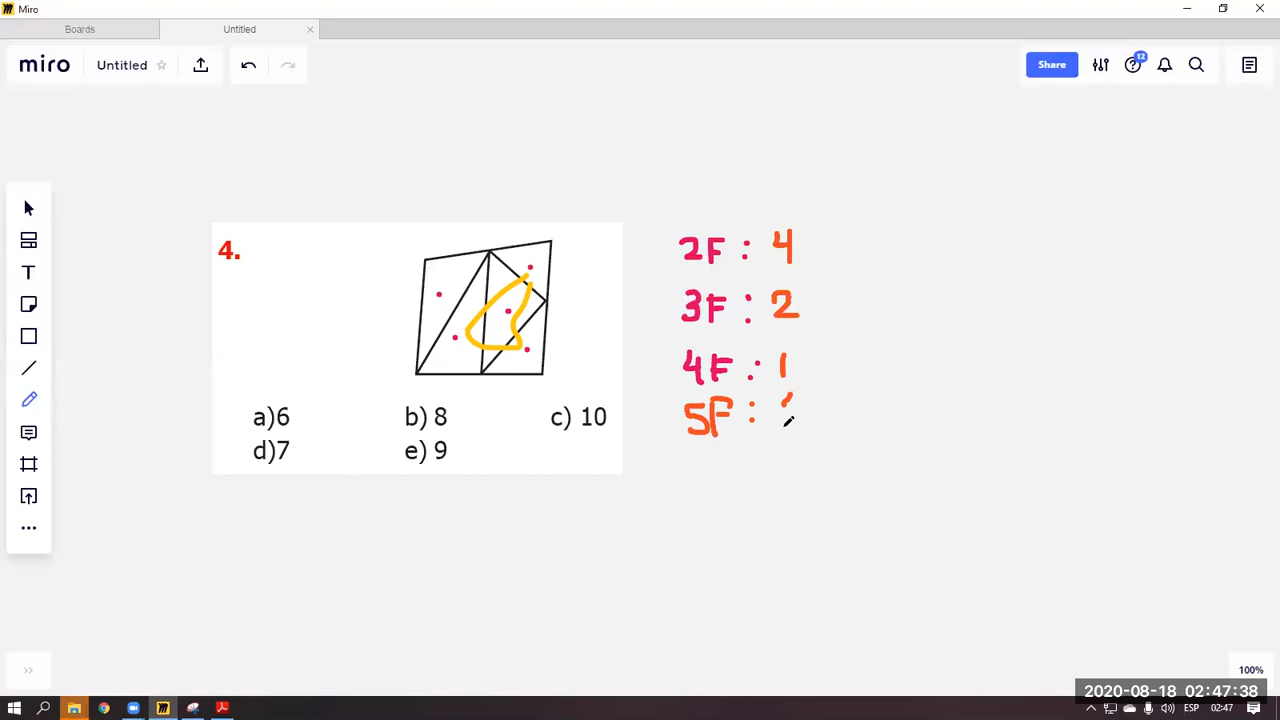 Miro
Boards
Untitled
miro
Untitled
Share
12
4.
a)6
b) 8
c) 10
d)7
e) 9
2F : 4
3F : 2
4F : 1
5F :
100%
2020-08-18 02:47:38
ESP
02:47